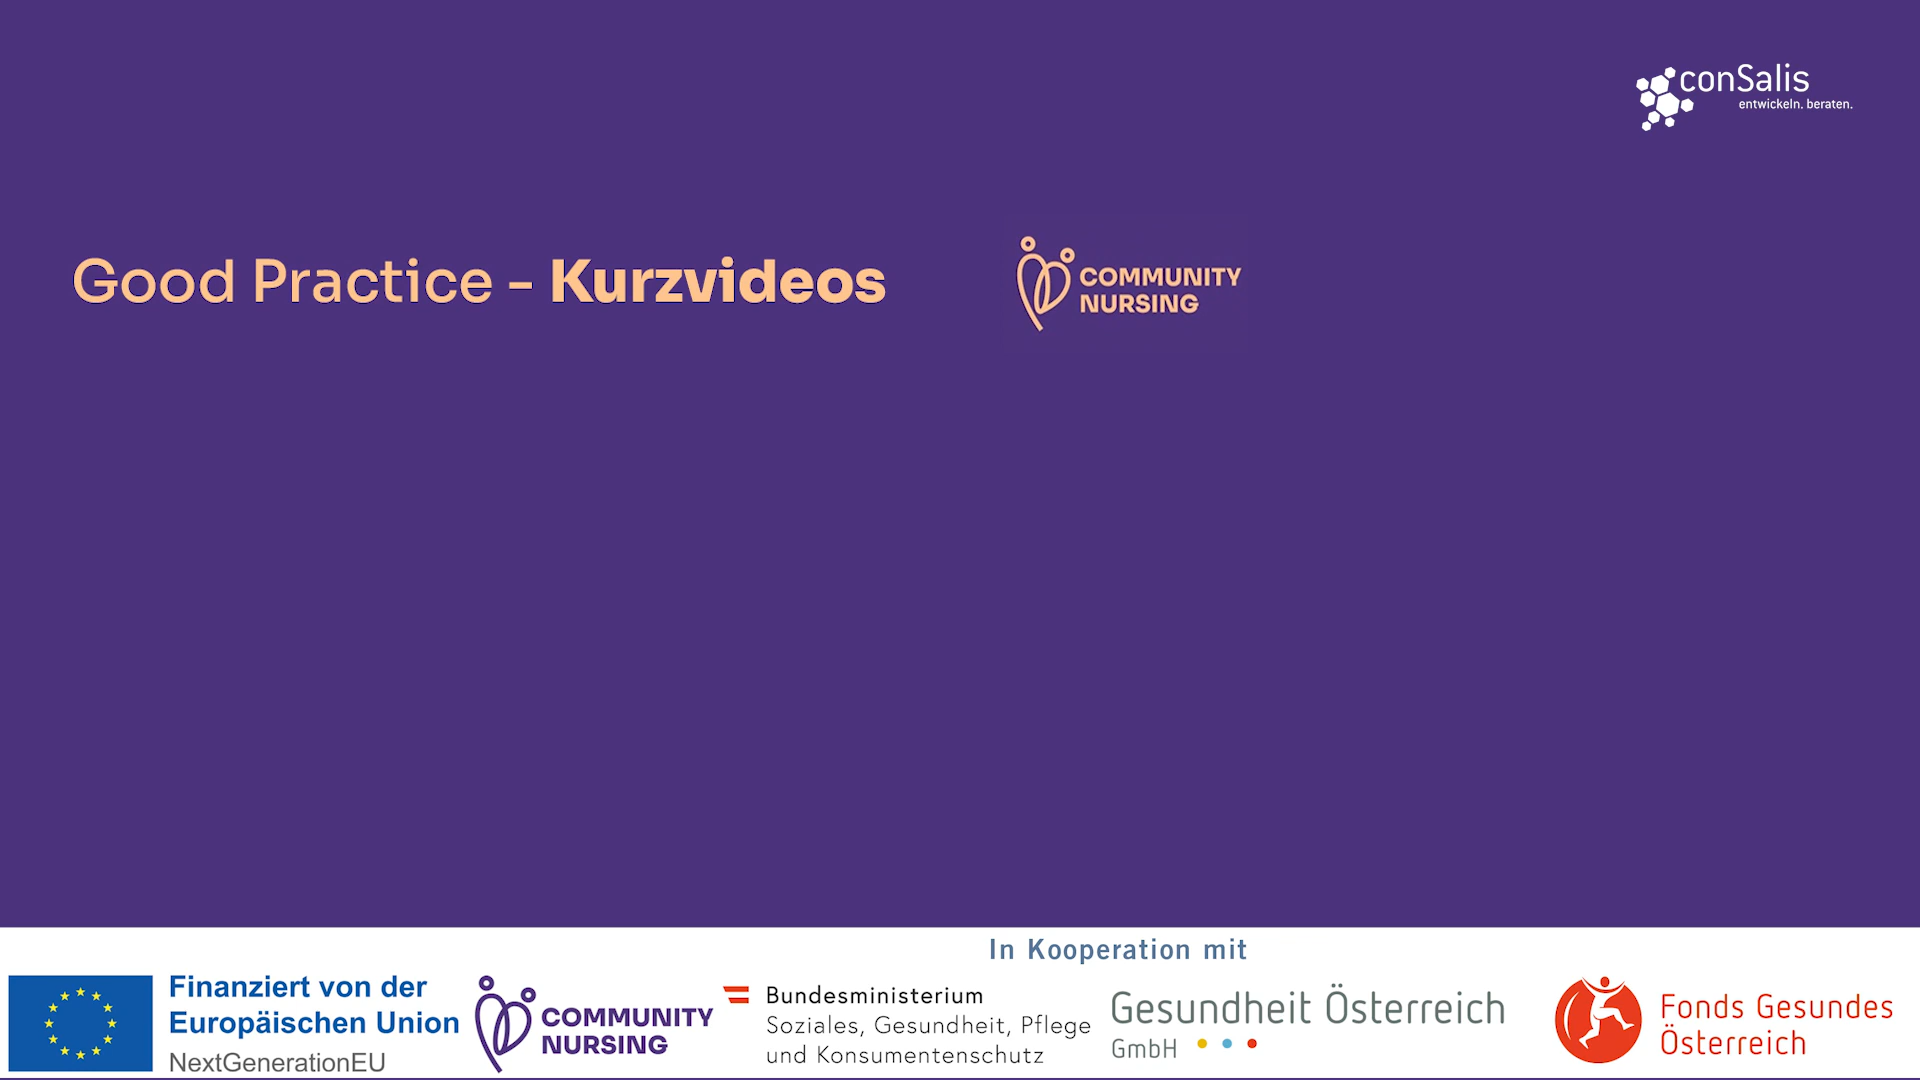 conSalis
entwickeln. beraten.
Good Practice - Kurzvideos
COMMUNITY
NURSING
In Kooperation mit
Finanziert von der
Europäischen Union
NextGenerationEU
COMMUNITY
NURSING
Bundesministerium
Soziales, Gesundheit, Pflege
und Konsumentenschutz
Gesundheit Österreich
GmbH
Fonds Gesundes
Österreich